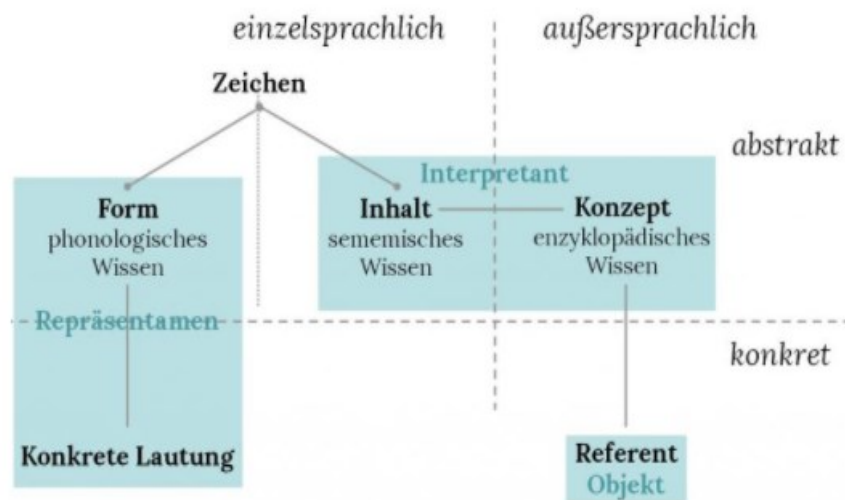 einzelsprachlich außersprachlich
Zeichen
abstrakt
Interpretant
Form Inhalt Konzept
phonologisches sememisches enzyklopädisches
Wissen Wissen Wissen
Repräsentamen
konkret
Konkrete Lautung Referent
Objekt